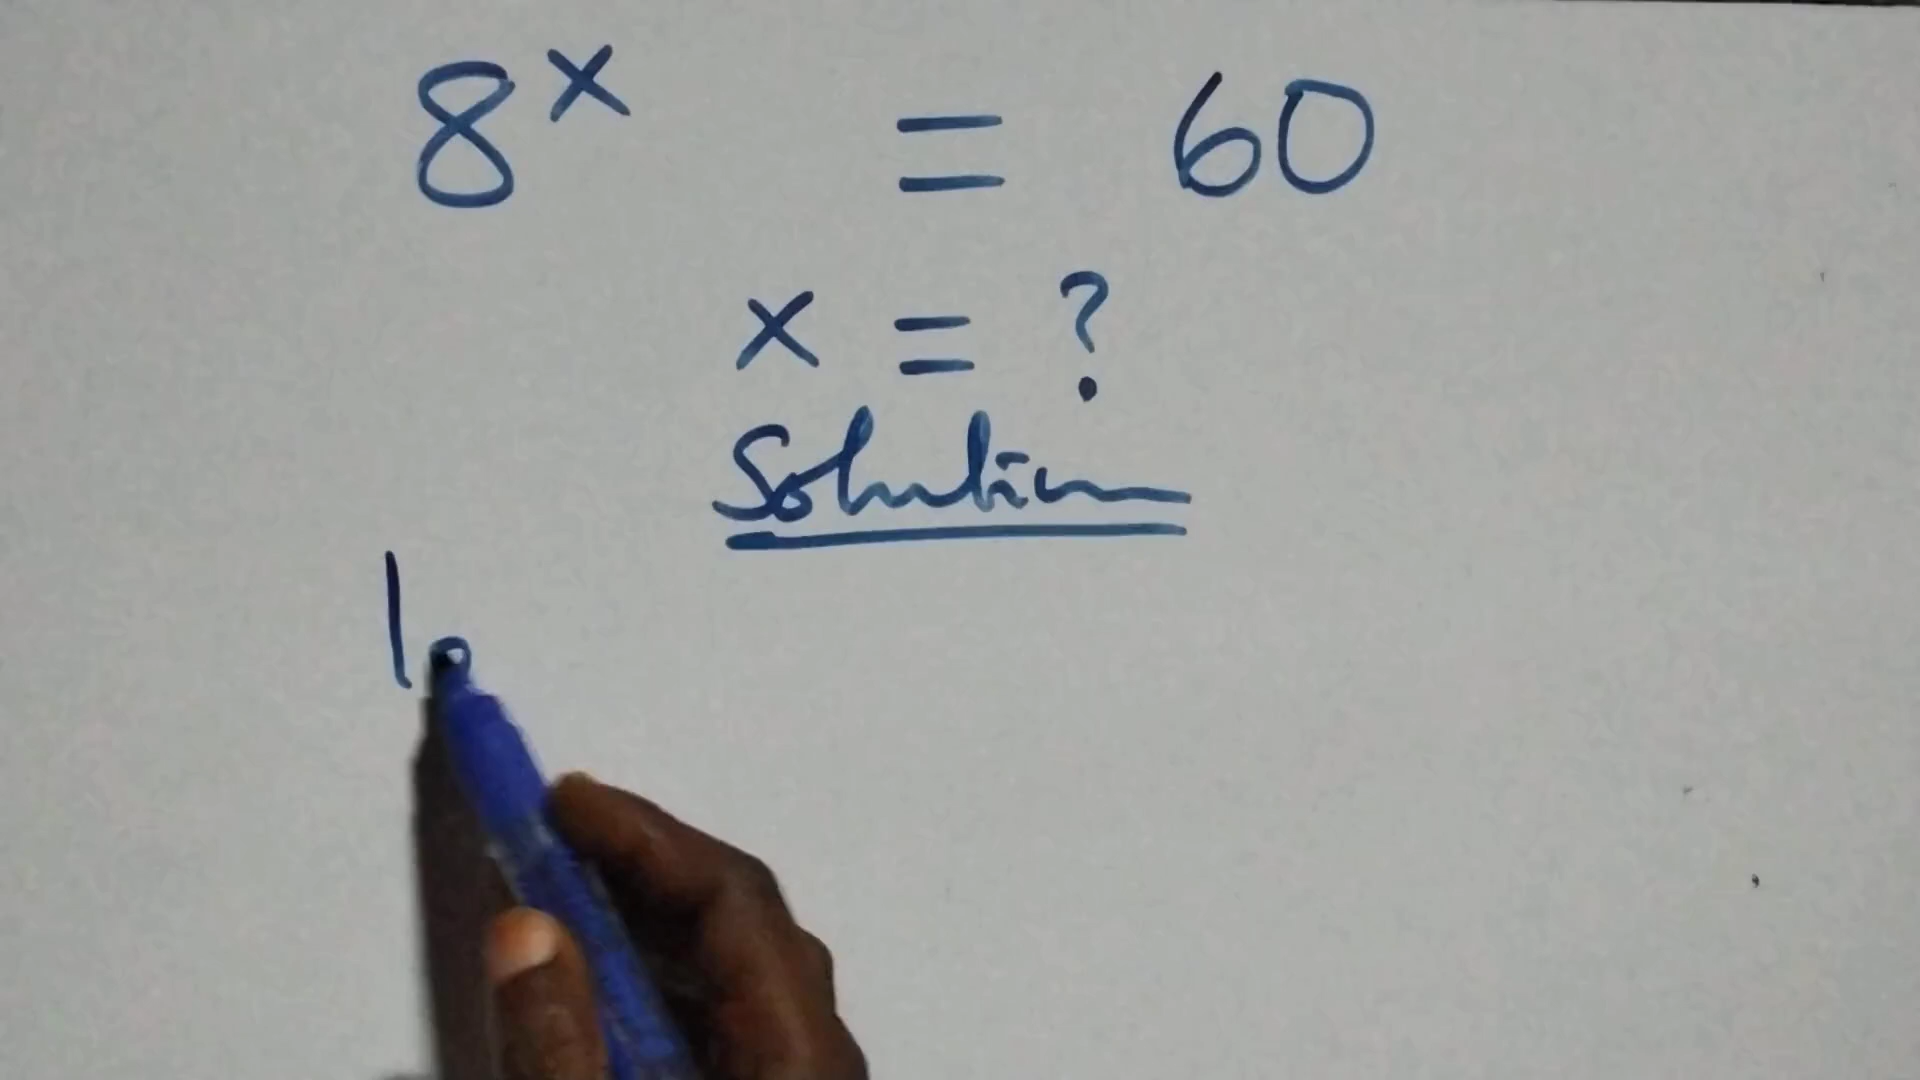 8^x = 60
x = ?
Solution
lo